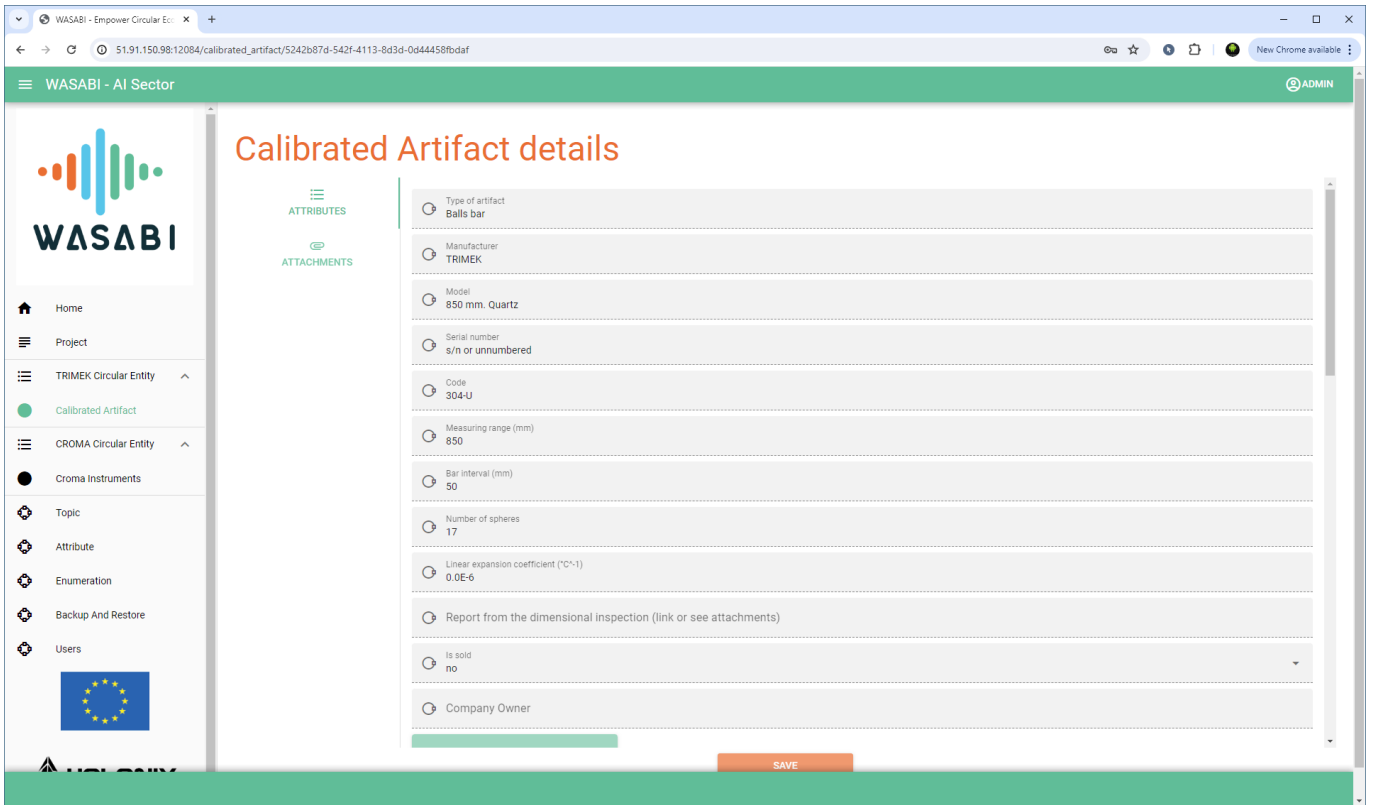 WASABI - Empower Circular Ec
51.91.150.98:12084/calibrated_artifact/5242b87d-542f-4113-8d3d-0d44458fbdaf
New Chrome available
WASABI - AI Sector
ADMIN
WASABI
Home
Project
TRIMEK Circular Entity
Calibrated Artifact
CROMA Circular Entity
Croma Instruments
Topic
Attribute
Enumeration
Backup And Restore
Users
Calibrated Artifact details
ATTRIBUTES
ATTACHMENTS
Type of artifact
Balls bar
Manufacturer
TRIMEK
Model
850 mm. Quartz
Serial number
s/n or unnumbered
Code
304-U
Measuring range (mm)
850
Bar interval (mm)
50
Number of spheres
17
Linear expansion coefficient (°C^-1)
0.0E-6
Report from the dimensional inspection (link or see attachments)
Is sold
no
Company Owner
SAVE